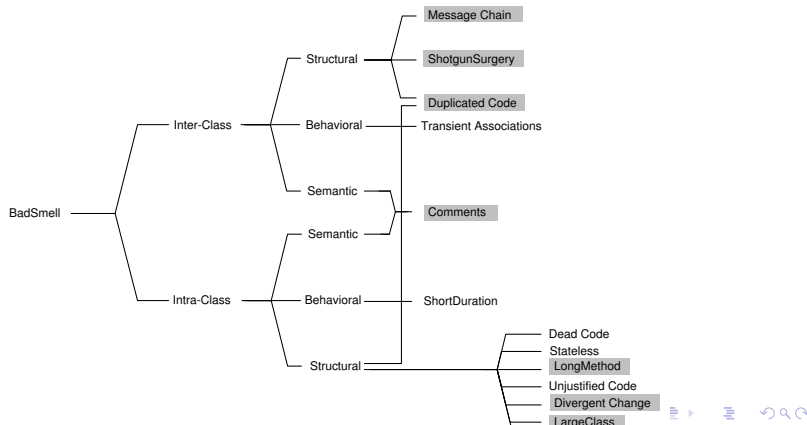 Message Chain
Structural
ShotgunSurgery
Duplicated Code
Inter-Class
Behavioral
Transient Associations
Semantic
BadSmell
Comments
Semantic
Intra-Class
Behavioral
ShortDuration
Structural
Dead Code
Stateless
LongMethod
Unjustified Code
Divergent Change
LargeClass